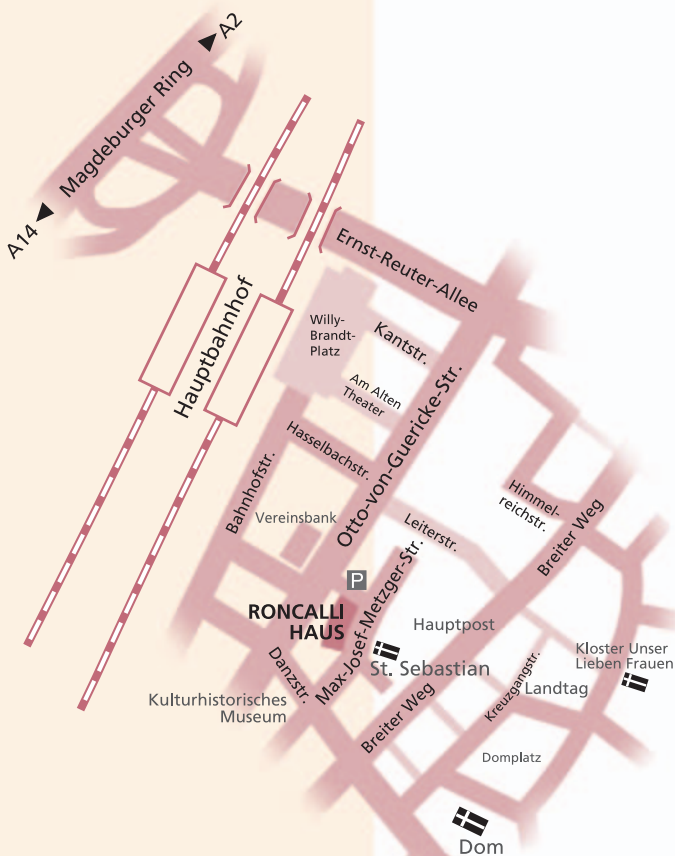 A2
Magdeburger Ring
A14
Ernst-Reuter-Allee
Hauptbahnhof
Willy-
Brandt-
Platz
Kantstr.
Am Alten
Theater
Otto-von-Guericke-Str.
Hasselbachstr.
Bahnhofstr.
Vereinsbank
Himmel-
reichstr.
Breiter Weg
Leiterstr.
P
RONCALLI
HAUS
Max-Josef-Metzger-Str.
Hauptpost
St. Sebastian
Kloster Unser
Lieben Frauen
Danzstr.
Kreuzgangstr.
Landtag
Kulturhistorisches
Museum
Breiter Weg
Domplatz
Dom